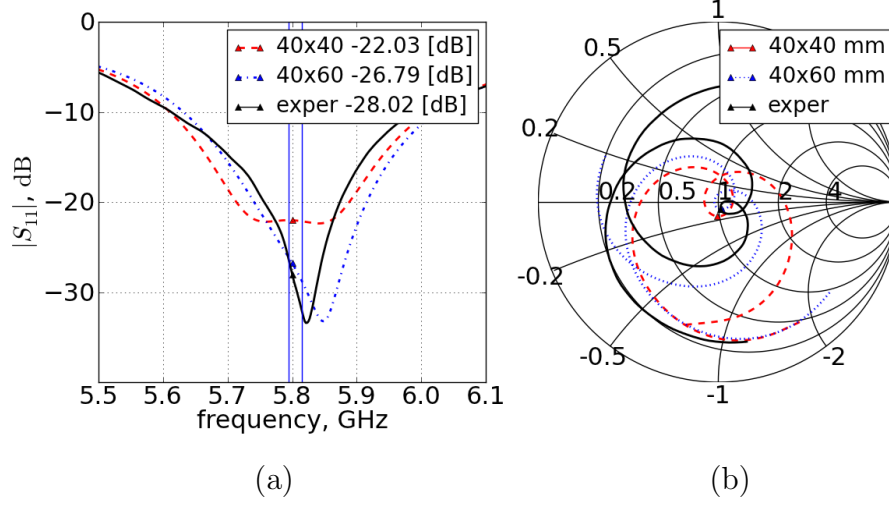 0
−10
−20
−30
|S11|, dB
40x40 -22.03 [dB]
40x60 -26.79 [dB]
exper -28.02 [dB]
5.5 5.6 5.7 5.8 5.9 6.0 6.1
frequency, GHz
(a)
1
0.5
0.2
40x40 mm
40x60 mm
exper
0.2 0.5 1 2 4
-0.2
-0.5
-1
-2
(b)